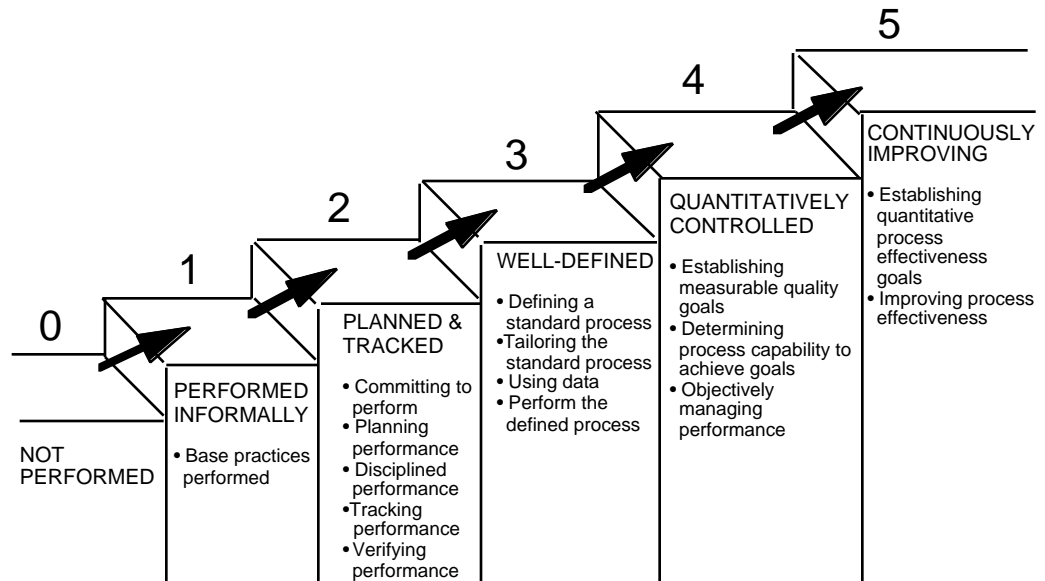 0
NOT
PERFORMED
1
PERFORMED
INFORMALLY
• Base practices
performed
2
PLANNED &
TRACKED
• Committing to
perform
• Planning
performance
• Disciplined
performance
•Tracking
performance
• Verifying
performance
3
WELL-DEFINED
• Defining a
standard process
•Tailoring the
standard process
• Using data
• Perform the
defined process
4
QUANTITATIVELY
CONTROLLED
• Establishing
measurable quality
goals
• Determining
process capability to
achieve goals
• Objectively
managing
performance
5
CONTINUOUSLY
IMPROVING
• Establishing
quantitative
process
effectiveness
goals
• Improving process
effectiveness